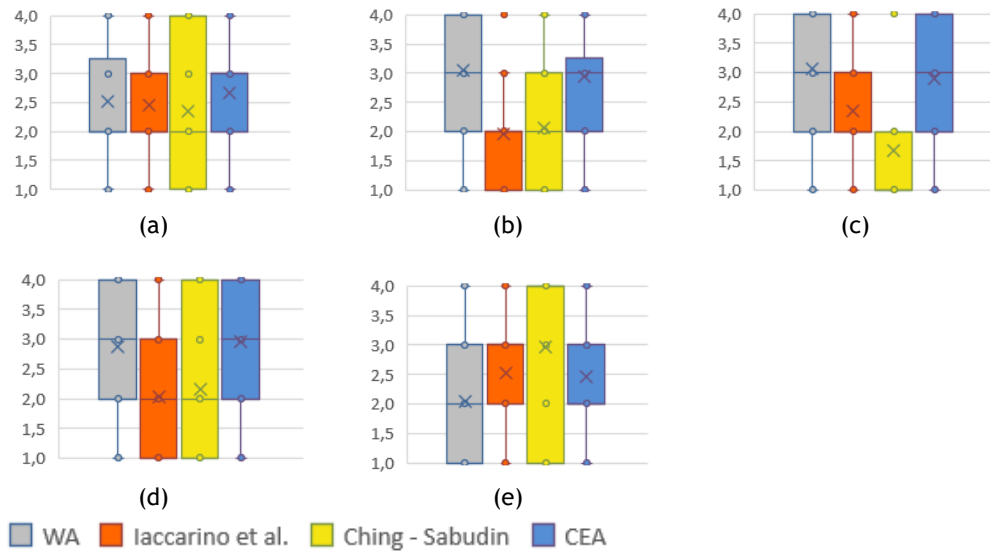 4,0 4,0 4,0
3,5 3,5 3,5
3,0 3,0 3,0
2,5 2,5 2,5
2,0 2,0 2,0
1,5 1,5 1,5
1,0 1,0 1,0
(a) (b) (c)
4,0 4,0
3,5 3,5
3,0 3,0
2,5 2,5
2,0 2,0
1,5 1,5
1,0 1,0
(d) (e)
WA Iaccarino et al. Ching - Sabudin CEA